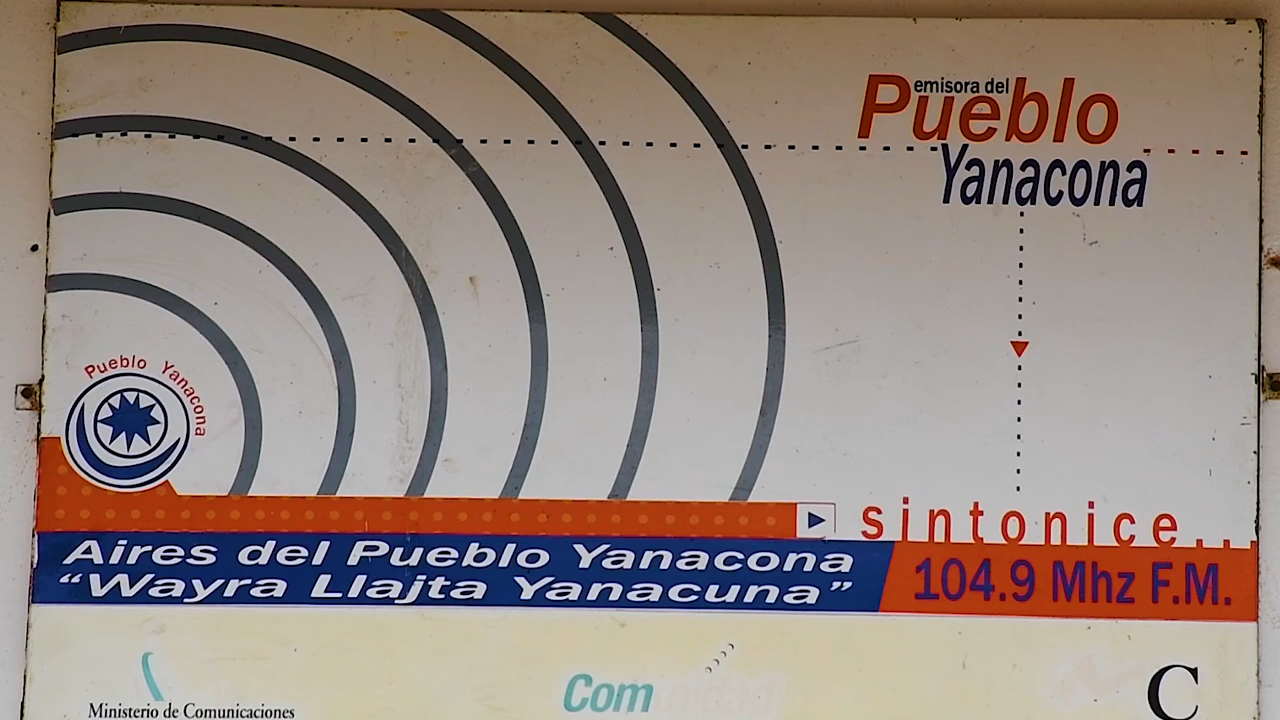 emisora del
Pueblo
Yanacona
Pueblo Yanacona
sintonice...
Aires del Pueblo Yanacona
“Wayra Llajta Yanacuna”
104.9 Mhz F.M.
Ministerio de Comunicaciones
Com
C